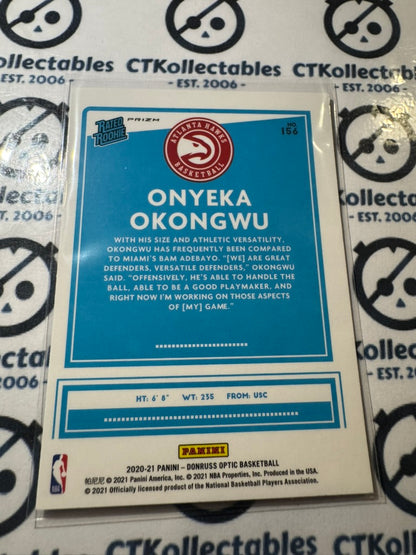 CTKollectables
- EST. 2006 -
CTKollectables
- EST. 2006 -
RATED ROOKIE
PRIZM
ATLANTA HAWKS
BASKETBALL
NO.
156
ONYEKA
OKONGWU
WITH HIS SIZE AND ATHLETIC VERSATILITY,
OKONGWU HAS FREQUENTLY BEEN COMPARED
TO MIAMI'S BAM ADEBAYO. "[WE] ARE GREAT
DEFENDERS, VERSATILE DEFENDERS," OKONGWU
SAID. "OFFENSIVELY, HE'S ABLE TO HANDLE THE
BALL, ABLE TO BE A GOOD PLAYMAKER, AND
RIGHT NOW I'M WORKING ON THOSE ASPECTS
OF [MY] GAME."
HT: 6' 8" WT: 235 FROM: USC
PANINI
2020-21 PANINI – DONRUSS OPTIC BASKETBALL
帕尼尼 © 2021 Panini America, Inc. © 2021 NBA Properties, Inc. Produced in the USA.
© 2021 Officially licensed product of the National Basketball Players Association.
CTKollectables